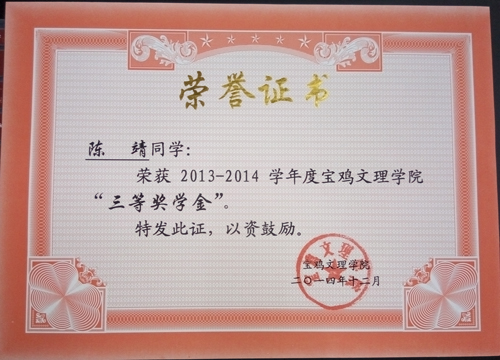 荣誉证书
陈 靖同学：
荣获 2013-2014 学年度宝鸡文理学院
“三等奖学金”。
特发此证，以资鼓励。
宝鸡文理学院
二〇一四年十二月